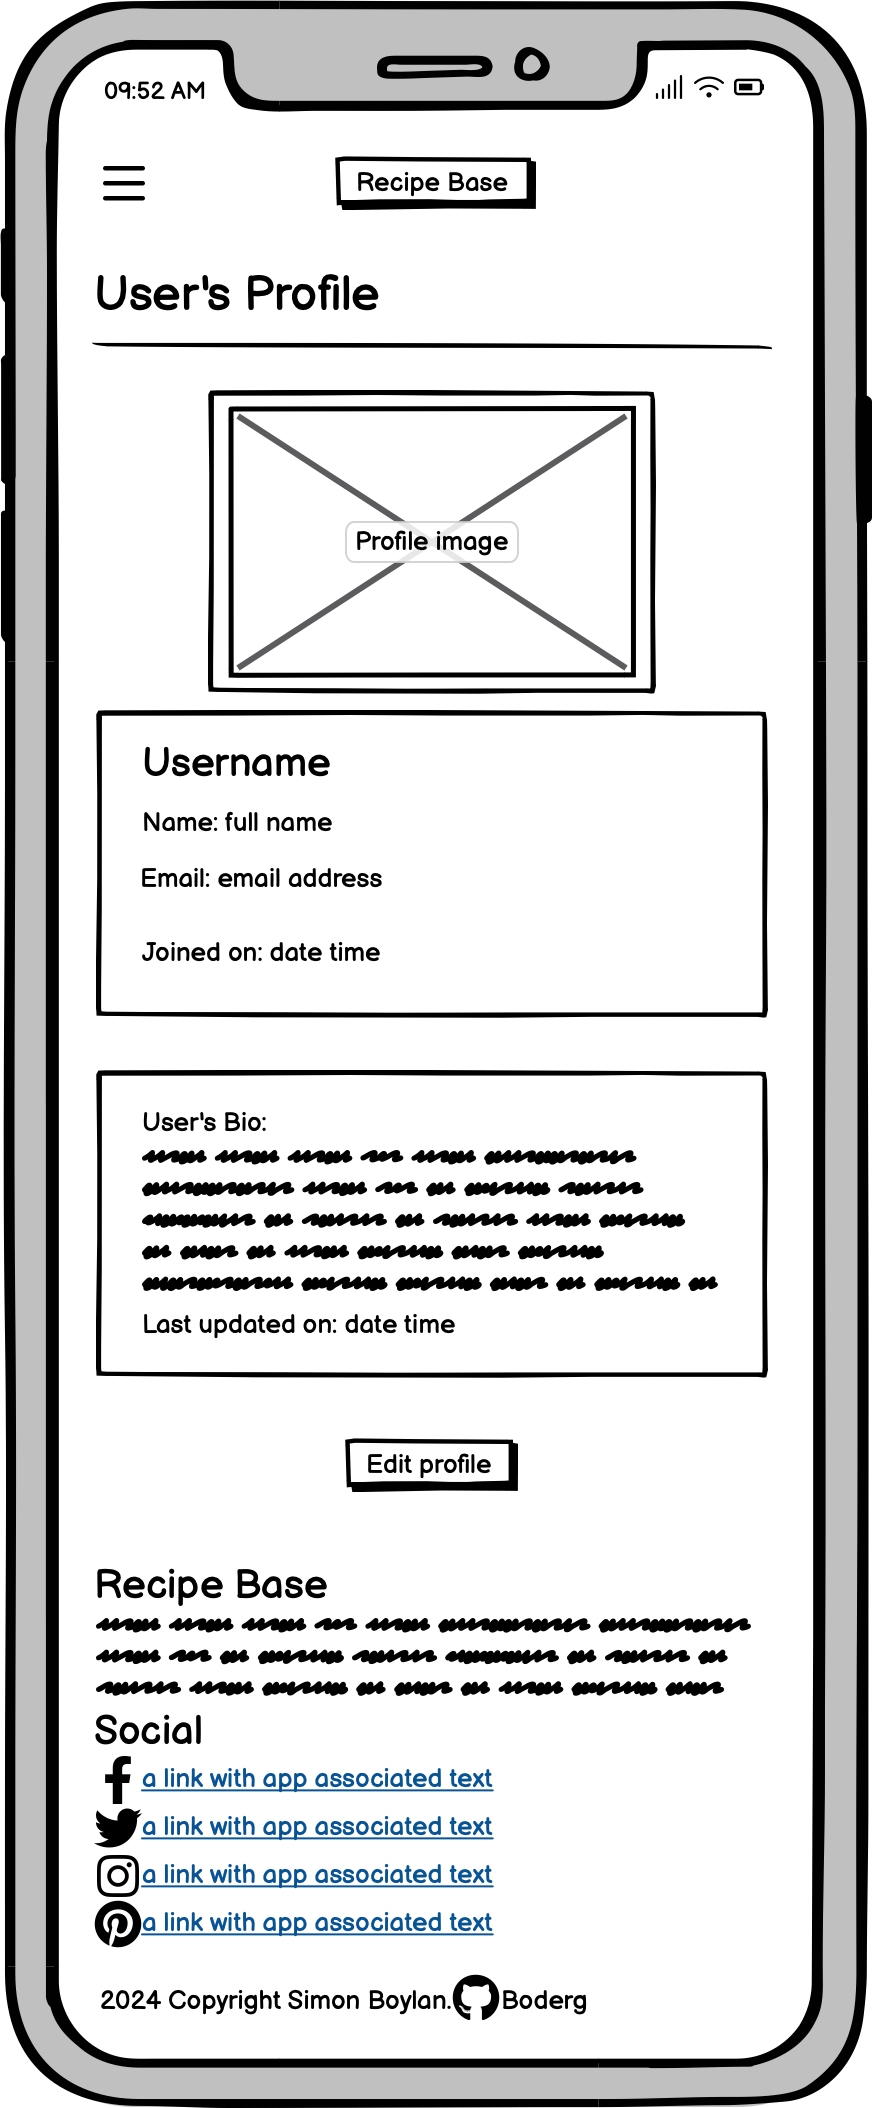 09:52 AM
Recipe Base
User's Profile
Profile image
Username
Name: full name
Email: email address
Joined on: date time
User's Bio:
Last updated on: date time
Edit profile
Recipe Base
Social
a link with app associated text
a link with app associated text
a link with app associated text
a link with app associated text
2024 Copyright Simon Boylan. Boderg